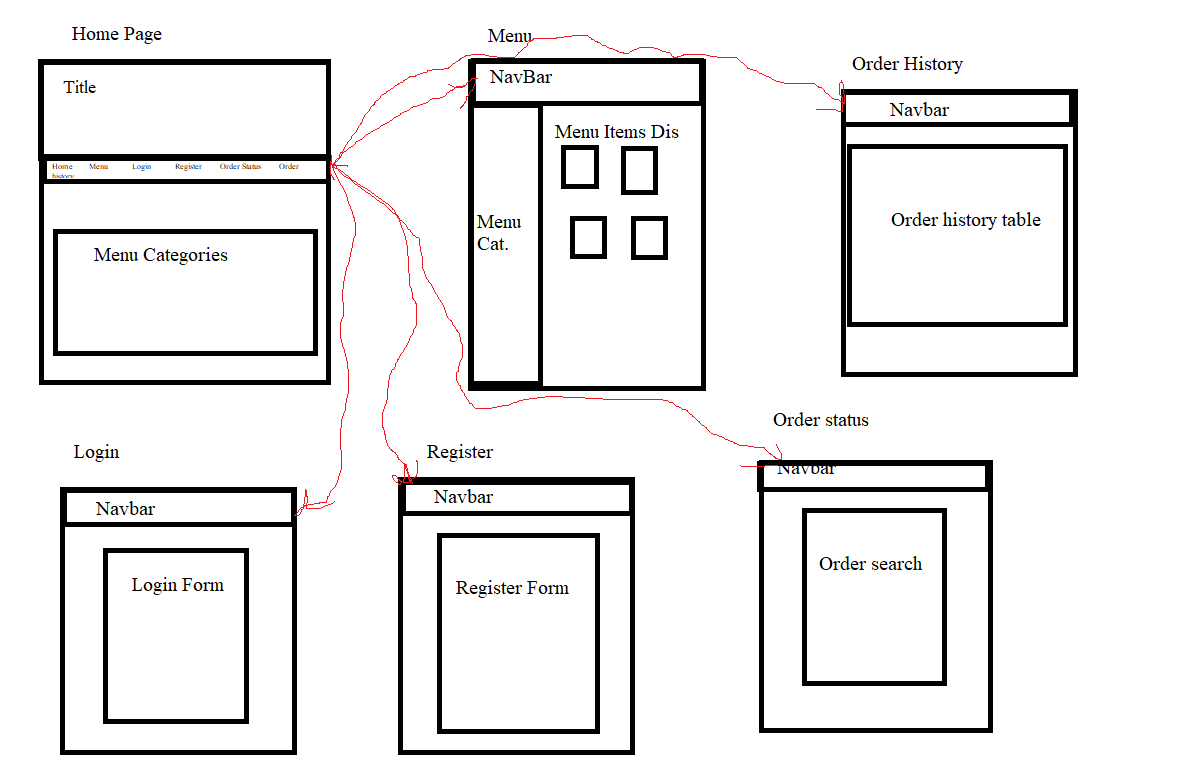 Home Page
Title
Home Menu Login Register Order Status Order
history
Menu Categories
Menu
NavBar
Menu Items Dis
Menu
Cat.
Order History
Navbar
Order history table
Login
Navbar
Login Form
Register
Navbar
Register Form
Order status
Navbar
Order search